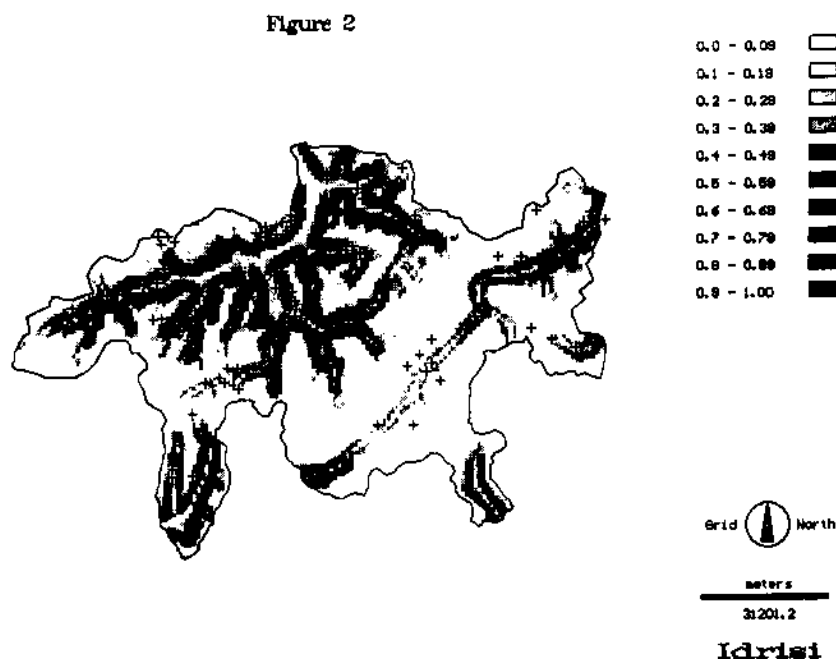 Figure 2
0.0 - 0.09
0.1 - 0.19
0.2 - 0.29
0.3 - 0.39
0.4 - 0.49
0.5 - 0.59
0.6 - 0.69
0.7 - 0.79
0.8 - 0.89
0.9 - 1.00
Grid North
meters
31201.2
Idrisi